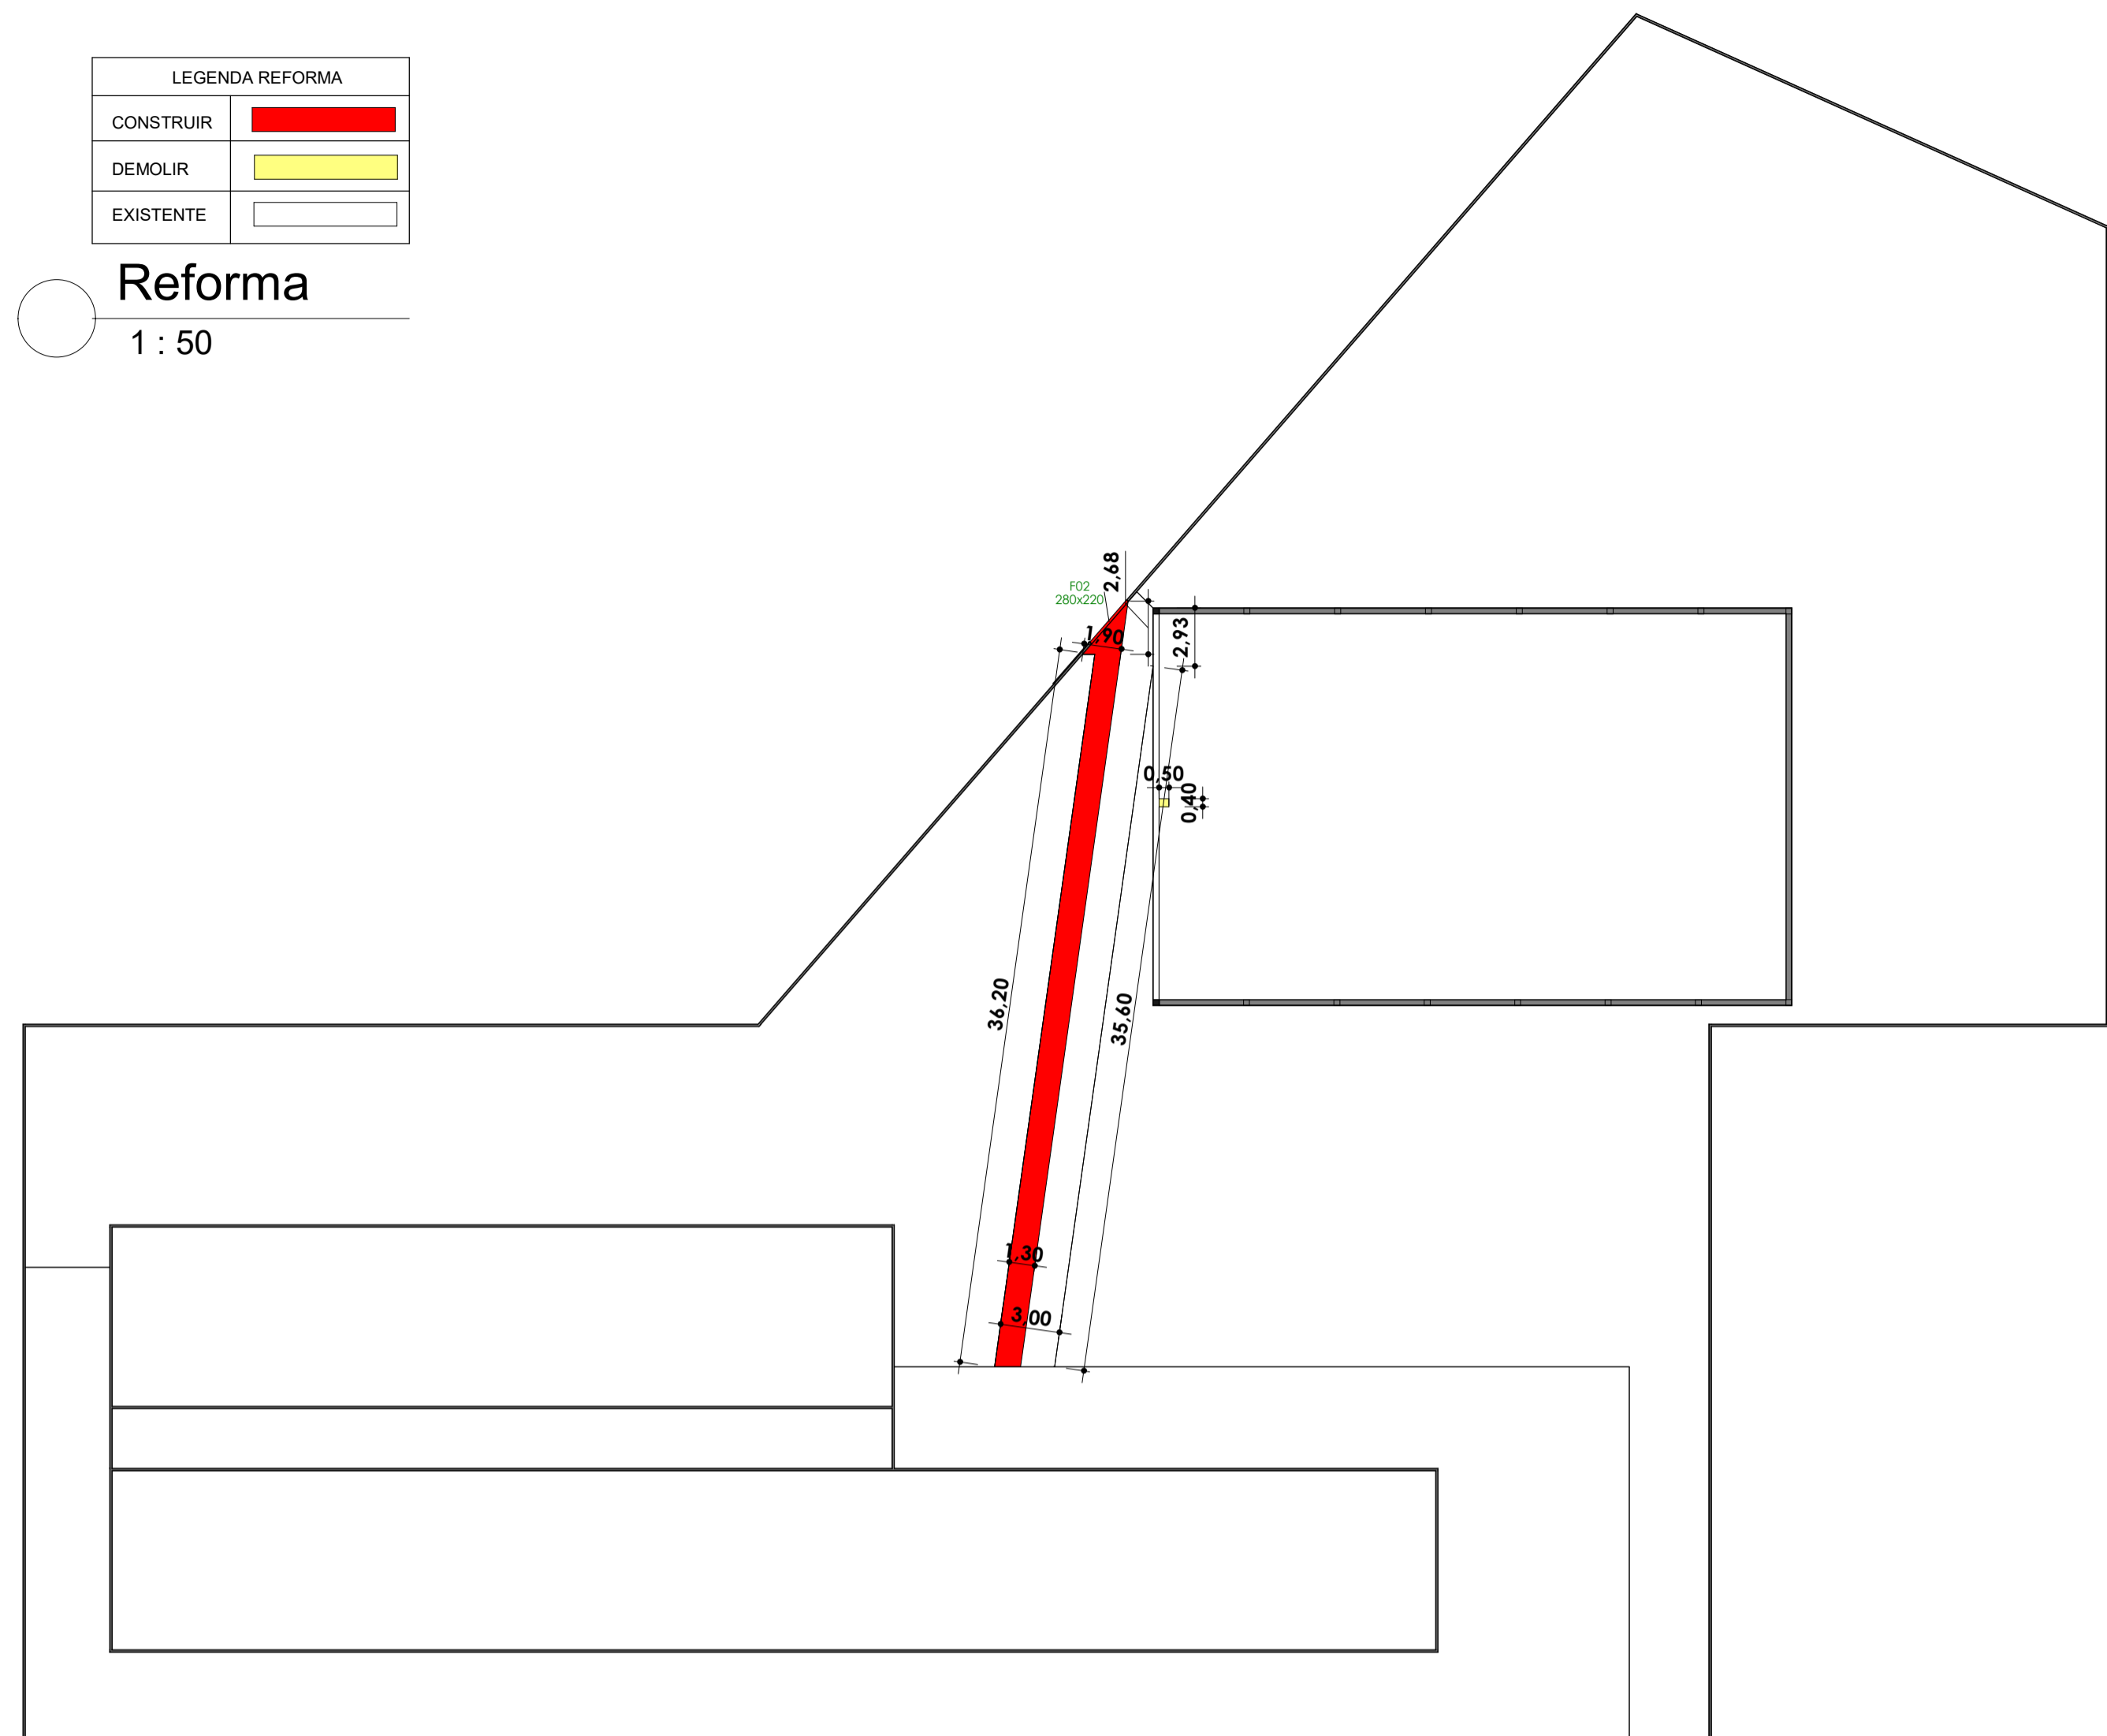 LEGENDA REFORMA
CONSTRUIR
DEMOLIR
EXISTENTE
Reforma
1 : 50
2,68
F02
280x220
1,90
2,93
0,50
0,40
36,20
35,60
1,30
3,00